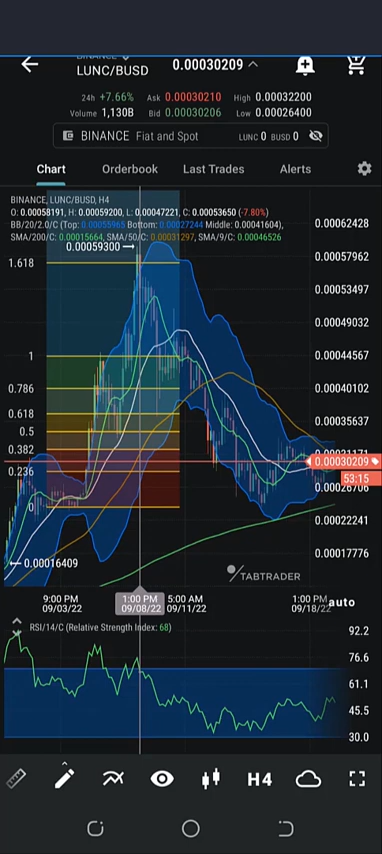 BINANCE
LUNC/BUSD
0.00030209
24h +7.66% Ask 0.00030210 High 0.00032200
Volume 1,130B Bid 0.00030206 Low 0.00026400
BINANCE Fiat and Spot LUNC 0 BUSD 0
Chart Orderbook Last Trades Alerts
BINANCE, LUNC/BUSD, H4
O: 0.00058191, H: 0.00059200, L: 0.00047221, C: 0.00053650 (-7.80%)
BB/20/2.0/C (Top: 0.00055965 Bottom: 0.00027244 Middle: 0.00041604),
SMA/200/C: 0.00015664, SMA/50/C: 0.00031297, SMA/9/C: 0.00046526
0.00059300
0.00062428
1.618
0.00057962
0.00053497
0.00049032
1
0.00044567
0.786
0.00040102
0.618
0.00035637
0.5
0.382
0.00030209
0.236
53:15
0
0.00022241
0.00016409
0.00017776
TABTRADER
9:00 PM
09/03/22
1:00 PM
09/08/22
5:00 AM
09/11/22
1:00 PM
09/18/22
auto
RSI/14/C (Relative Strength Index: 68)
92.2
76.6
61.1
45.5
30.0
H4